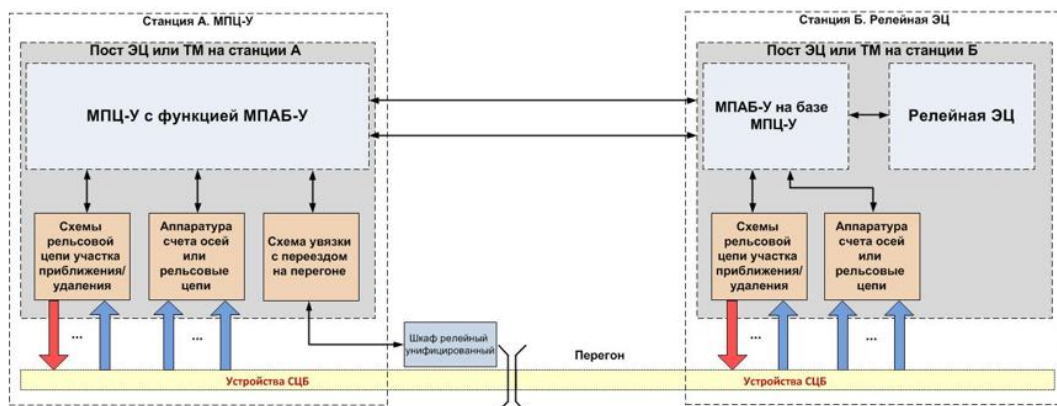 Станция А. МПЦ-У
Станция Б. Релейная ЭЦ
Пост ЭЦ или ТМ на станции А
Пост ЭЦ или ТМ на станции Б
МПЦ-У с функцией МПАБ-У
МПАБ-У на базе
МПЦ-У
Релейная ЭЦ
Схемы
рельсовой
цепи участка
приближения/
удаления
Аппаратура
счета осей
или
рельсовые
цепи
Схема увязки
с переездом
на перегоне
Схемы
рельсовой
цепи участка
приближения/
удаления
Аппаратура
счета осей
или
рельсовые
цепи
...
...
...
...
Шкаф релейный
унифицированный
Перегон
Устройства СЦБ
Устройства СЦБ